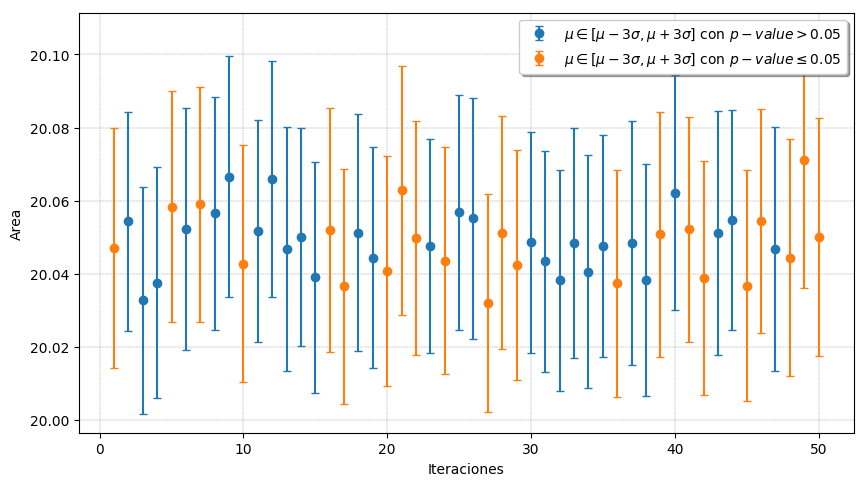 μ ∈ [μ − 3σ, μ + 3σ] con p − value > 0.05
μ ∈ [μ − 3σ, μ + 3σ] con p − value ≤ 0.05
20.10
20.08
20.06
20.04
20.02
20.00
Area
0 10 20 30 40 50
Iteraciones